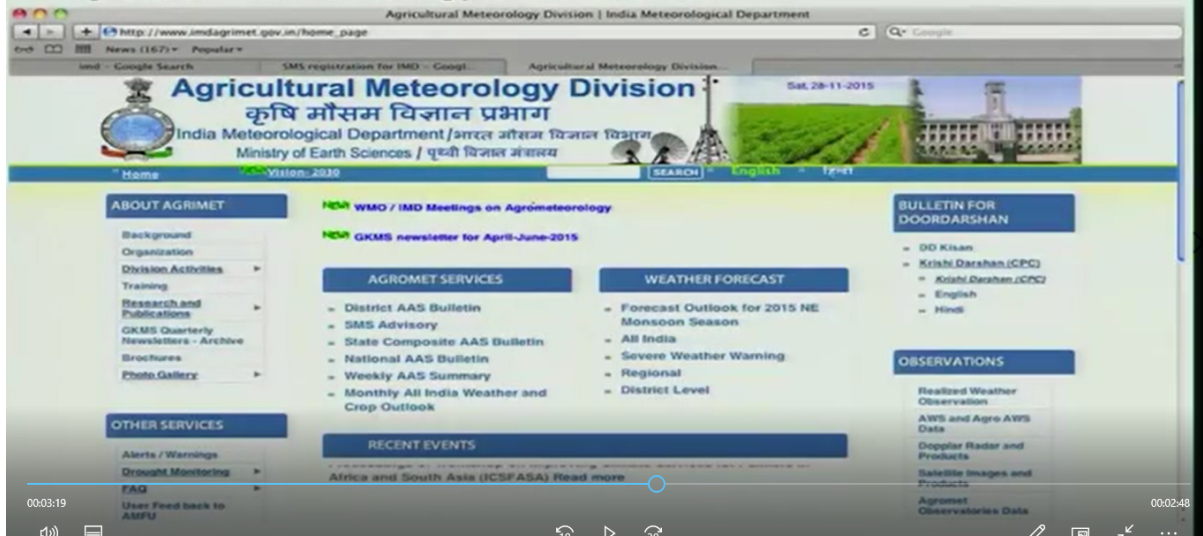 Agricultural Meteorology Division | India Meteorological Department
http://www.imdagrimet.gov.in/home_page
Google
News (167) Popular
imd - Google Search
SMS registration for IMD - Googl...
Agricultural Meteorology Division...
Agricultural Meteorology Division
Sat, 28-11-2015
कृषि मौसम विज्ञान प्रभाग
India Meteorological Department/भारत मौसम विज्ञान विभाग
Ministry of Earth Sciences / पृथ्वी विज्ञान मंत्रालय
Home
Vision- 2030
SEARCH
English
हिन्दी
ABOUT AGRIMET
Background
Organization
Division Activities
Training
Research and
Publications
GKMS Quarterly
Newsletters - Archive
Brochures
Photo Gallery
OTHER SERVICES
Alerts / Warnings
Drought Monitoring
FAQ
User Feed back to
AMFU
NEW WMO / IMD Meetings on Agrometeorology
NEW GKMS newsletter for April-June-2015
AGROMET SERVICES
District AAS Bulletin
SMS Advisory
State Composite AAS Bulletin
National AAS Bulletin
Weekly AAS Summary
Monthly All India Weather and
Crop Outlook
WEATHER FORECAST
Forecast Outlook for 2015 NE
Monsoon Season
All India
Severe Weather Warning
Regional
District Level
RECENT EVENTS
Africa and South Asia (ICSFASA) Read more
BULLETIN FOR
DOORDARSHAN
DD Kisan
Krishi Darshan (CPC)
Krishi Darshan (CPC)
English
Hindi
OBSERVATIONS
Realized Weather
Observation
AWS and Agro AWS
Data
Dopplar Radar and
Products
Satellite Images and
Products
Agromet
Observatories Data
00:03:19
00:02:48
10
30